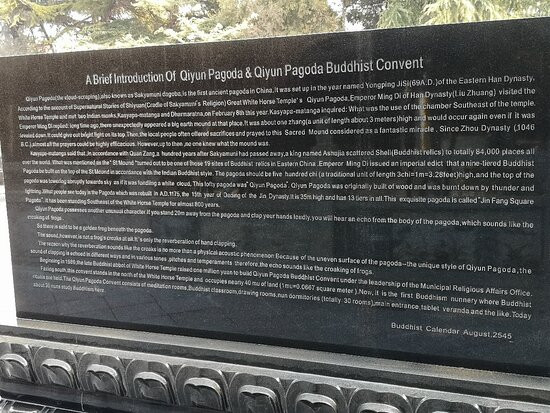 A Brief Introduction Of Qiyun Pagoda & Qiyun Pagoda Buddhist Convent
Qiyun Pagoda(the cloud-scraping),also known as Sakyamuni dagoba,is the first ancient pagoda in China,it was set up in the year named Yongping JISI(69A.D.)of the Eastern Han Dynasty.
According to the account of Supernatural Stories of Shiyuan(Cradle of Sakyamuni's Religion)Great White Horse Temple's Qiyun Pagoda,Emperor Ming Di of Han Dynasty(Liu Zhuang) visited the
White Horse Temple and mit two Indian monks,Kasyapa-matanga and Dharmaratna,on February 8th this year, Kasyapa-matanga inquired: What was the use of the chamber Southeast of the temple.
Emperor Ming Di replied, long time ago, there unexpectedly appeared a big earth mound at that place, It was about one zhang(a unit of length about 3 meters)high and would occur again even if it was
leveled down.It could give out bright light on its top.Then the local people often offered sacrifices and prayed to this Sacred Mound considered as a fantastic miracle. Since Zhou Dynasty (1046
B.C.),almost all the prayers could be highly efficacious. However,up to then ,no one knew what the mound was.
Kasyapa-matanga said that, In accordance with Quan Zang,a hundred years after Sakyamuni had passed away,a king named Ashujia scattered Sheli(Buddha relics) to totally 84,000 places all
over the world. What was mentioned as the" St Mound"turned out to be one of those 19 sites of Buddhas' relics in Eastern China .Emperor Ming Di issued an imperial edict that a nine-tiered Buddhist
Pagoda be built on the top of the St Mound in accordance with the Indian Buddhist style. The pagoda should be five hundred chi (a traditional unit of length 3chi=1m=3.28feet)high,and the top of the
pagoda was towering abruptly towards sky as if it was tickling a while cloud. This lofty pagoda was" Qiyun Pagoda". Qiyun Pagoda was originally built of wood and was burnt down by thunder and
lightning.What people see today is the Pagoda which was rebuilt in A.D.1175, the 15th year of Dading of the Jin Dynasty.It is 35m high and has 13 tiers in all.This exquisite pagoda is called"Jin Fang Square
Pagoda". It has been standing Southwest of the White Horse Temple for almost 800 years.
Qiyun Pagoda possesses another unusual character. If you stand 20m away from the pagoda and clap your hands loudly, you will hear an echo from the body of the pagoda,which sounds like the
croaking of frogs.
So there is said to be a golden frog beneath the pagoda.
The sound,however,is not a frog's croaks at all.It's only the reverberation of hand clapping.
The reason why the reverberation sounds like the croaks is no more than a physical acoustic phenomenon Because of the uneven surface of the pagoda—the unique style of Qiyun Pagoda,the
sound of clapping is echoed in different ways and in various tones ,pitches and temperaments ,therefore,the echo sounds like the croaking of frogs.
Beginning in 1989,the late Buddhist abbot of White Horse Temple raised one million yuan to build Qiyun Pagoda Buddhist Convent under the leadership of the Municipal Religious Affairs Office.
Facing south,this convent stands in the north of the White Horse Temple and occupies nearly 40 mu of land (1mu=0.0667 square meter ).Now,it is the first Buddhism nunnery where Buddhist
The Qiyun Pagoda Convent consists of meditation rooms,Buddhist classroom,drawing rooms,nun dormitories (totally 30 rooms),main entrance,tablet veranda and the like.Today
about 30 nuns study Buddhism here.
Buddhist Calendar August.2545